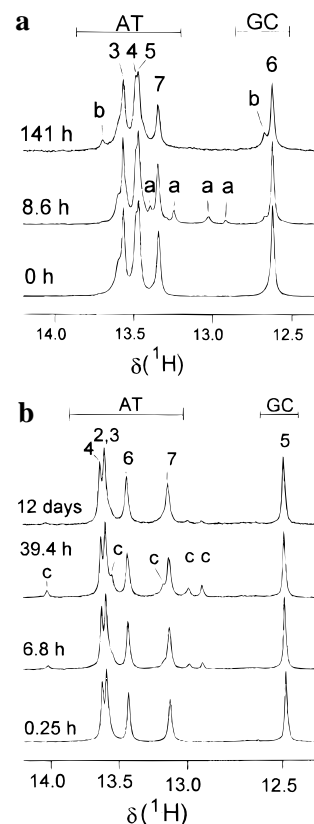 a
AT GC
3 4 5 7 6
b b
141 h
a a a a
8.6 h
0 h
14.0 13.5 13.0 12.5
δ(¹H)
b
AT GC
4 2,3 6 7 5
12 days
39.4 h
c c c c c
6.8 h
0.25 h
14.0 13.5 13.0 12.5
δ(¹H)